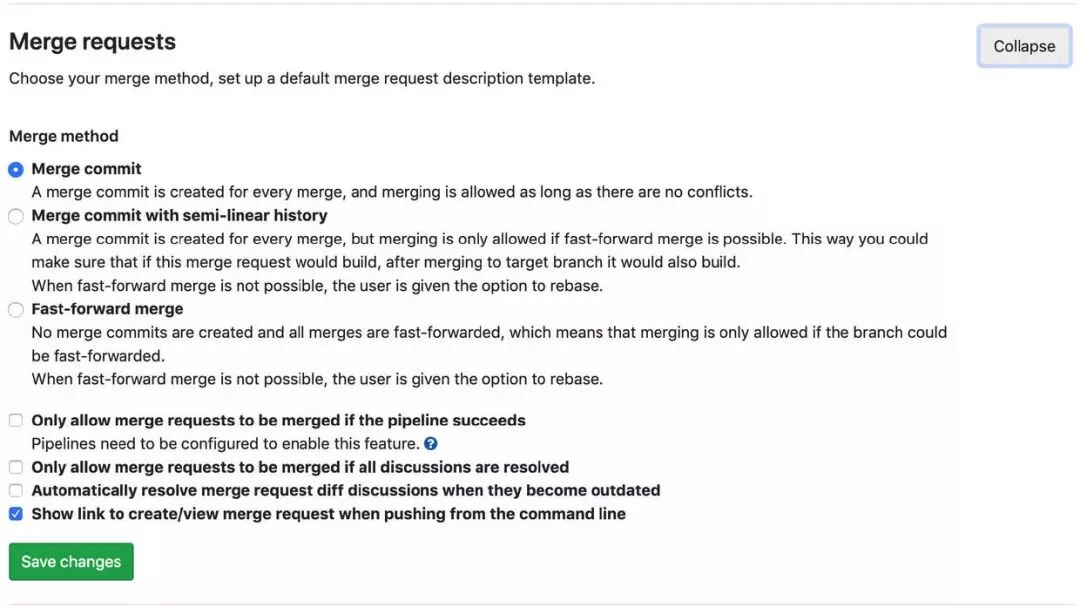 Merge requests
Collapse
Choose your merge method, set up a default merge request description template.
Merge method
Merge commit
A merge commit is created for every merge, and merging is allowed as long as there are no conflicts.
Merge commit with semi-linear history
A merge commit is created for every merge, but merging is only allowed if fast-forward merge is possible. This way you could
make sure that if this merge request would build, after merging to target branch it would also build.
When fast-forward merge is not possible, the user is given the option to rebase.
Fast-forward merge
No merge commits are created and all merges are fast-forwarded, which means that merging is only allowed if the branch could
be fast-forwarded.
When fast-forward merge is not possible, the user is given the option to rebase.
Only allow merge requests to be merged if the pipeline succeeds
Pipelines need to be configured to enable this feature. ?
Only allow merge requests to be merged if all discussions are resolved
Automatically resolve merge request diff discussions when they become outdated
Show link to create/view merge request when pushing from the command line
Save changes